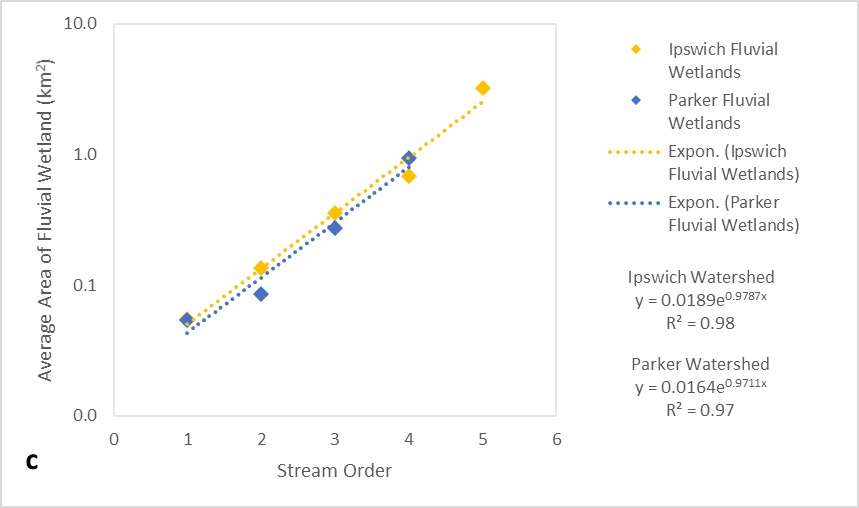 10.0
1.0
0.1
0.0
Average Area of Fluvial Wetland (km²)
0 1 2 3 4 5 6
Stream Order
c
Ipswich Fluvial
Wetlands
Parker Fluvial
Wetlands
Expon. (Ipswich
Fluvial Wetlands)
Expon. (Parker
Fluvial Wetlands)
Ipswich Watershed
y = 0.0189e^0.9787x
R² = 0.98
Parker Watershed
y = 0.0164e^0.9711x
R² = 0.97